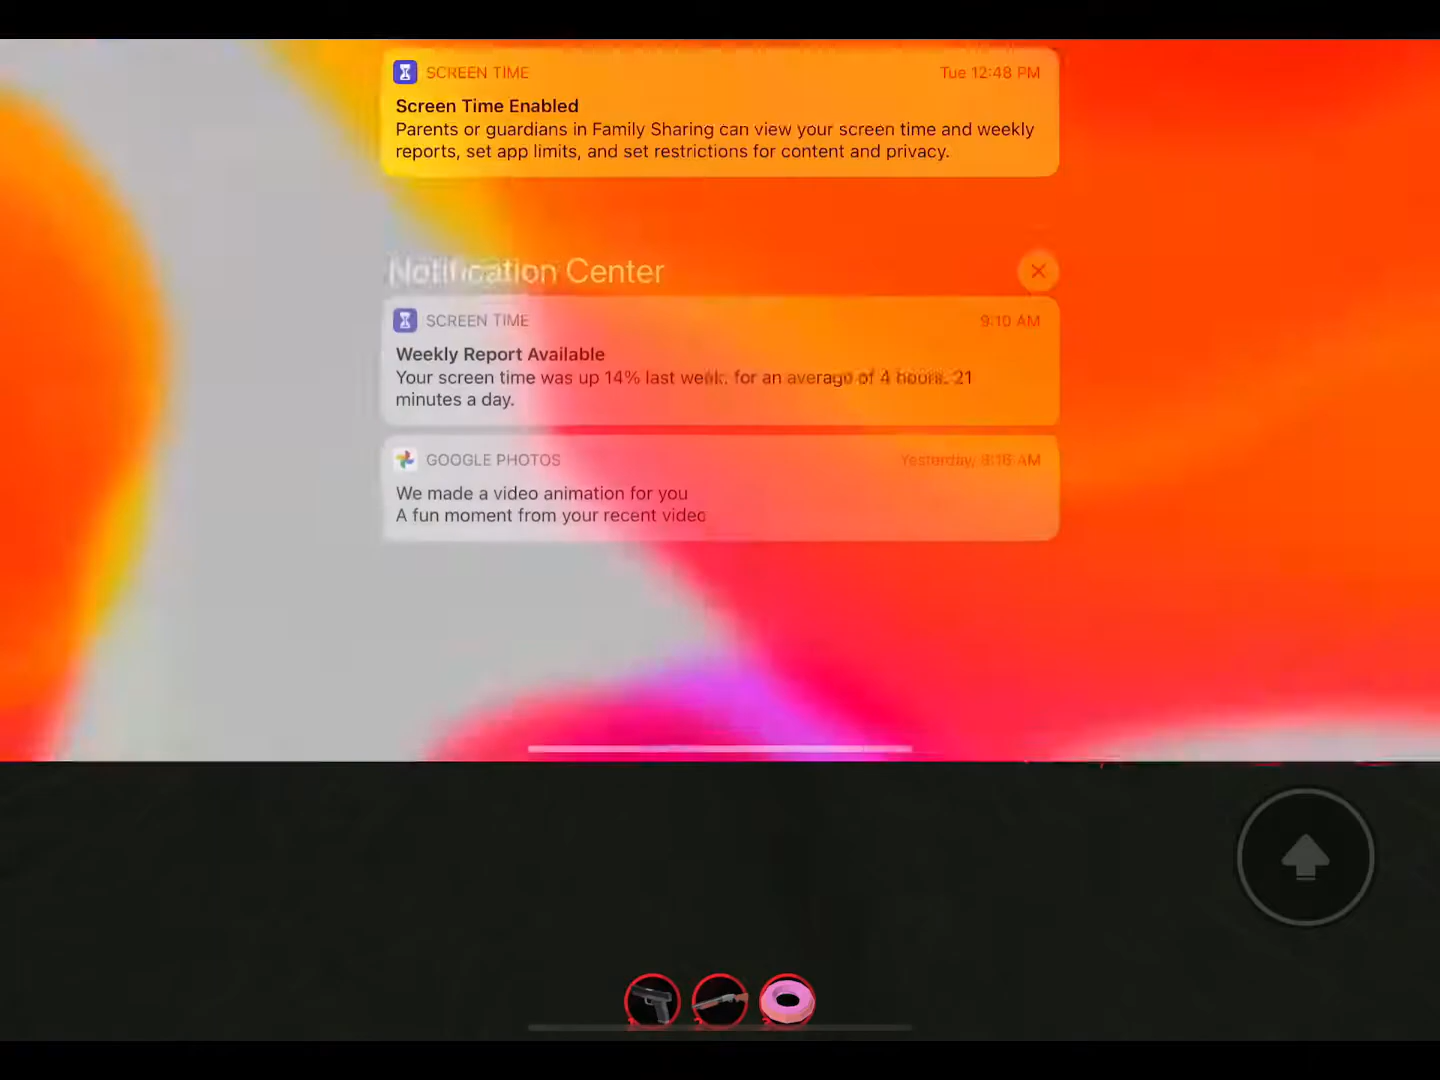 SCREEN TIME
Tue 12:48 PM
Screen Time Enabled
Parents or guardians in Family Sharing can view your screen time and weekly
reports, set app limits, and set restrictions for content and privacy.
Notification Center
SCREEN TIME
9:10 AM
Weekly Report Available
Your screen time was up 14% last week, for an average of 4 hours, 21
minutes a day.
GOOGLE PHOTOS
Yesterday, 8:16 AM
We made a video animation for you
A fun moment from your recent video